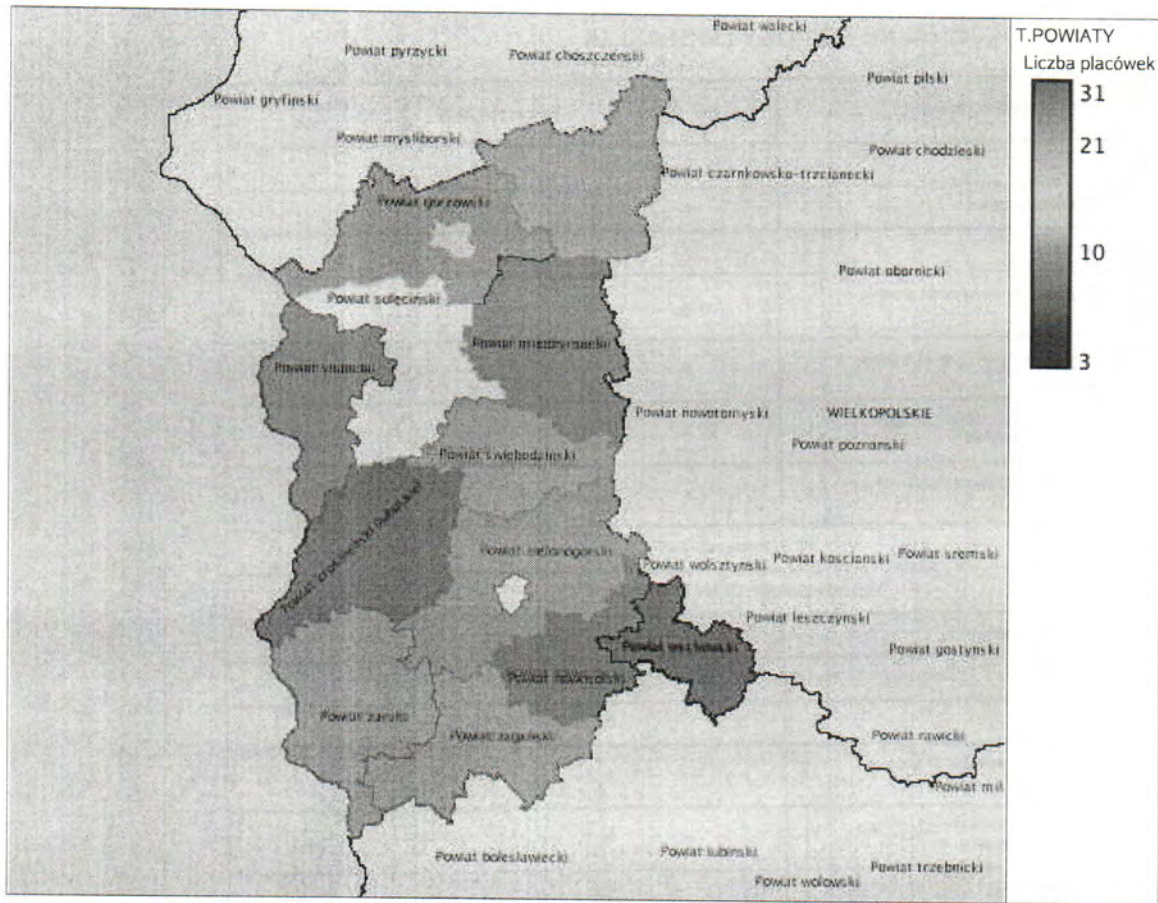 Powiat wałecki
T.POWIATY
Powiat pyrzycki
Powiat choszczeński
Liczba placówek
Powiat pilski
31
Powiat gryfiński
Powiat myśliborski
21
Powiat chodzieski
Powiat czarnkowsko-trzcianecki
Powiat gorzowski
10
Powiat obornicki
Powiat sulęciński
Powiat międzyrzecki
3
Powiat słubicki
Powiat nowotomyski
WIELKOPOLSKIE
Powiat poznański
Powiat świebodziński
Powiat krośnieński (lubuskie)
Powiat zielonogórski
Powiat wolsztyński
Powiat kościański
Powiat śremski
Powiat leszczyński
Powiat wschowski
Powiat gostyński
Powiat nowosolski
Powiat żarski
Powiat żagański
Powiat rawicki
Powiat mil
Powiat bolesławiecki
Powiat lubiński
Powiat trzebnicki
Powiat wołowski